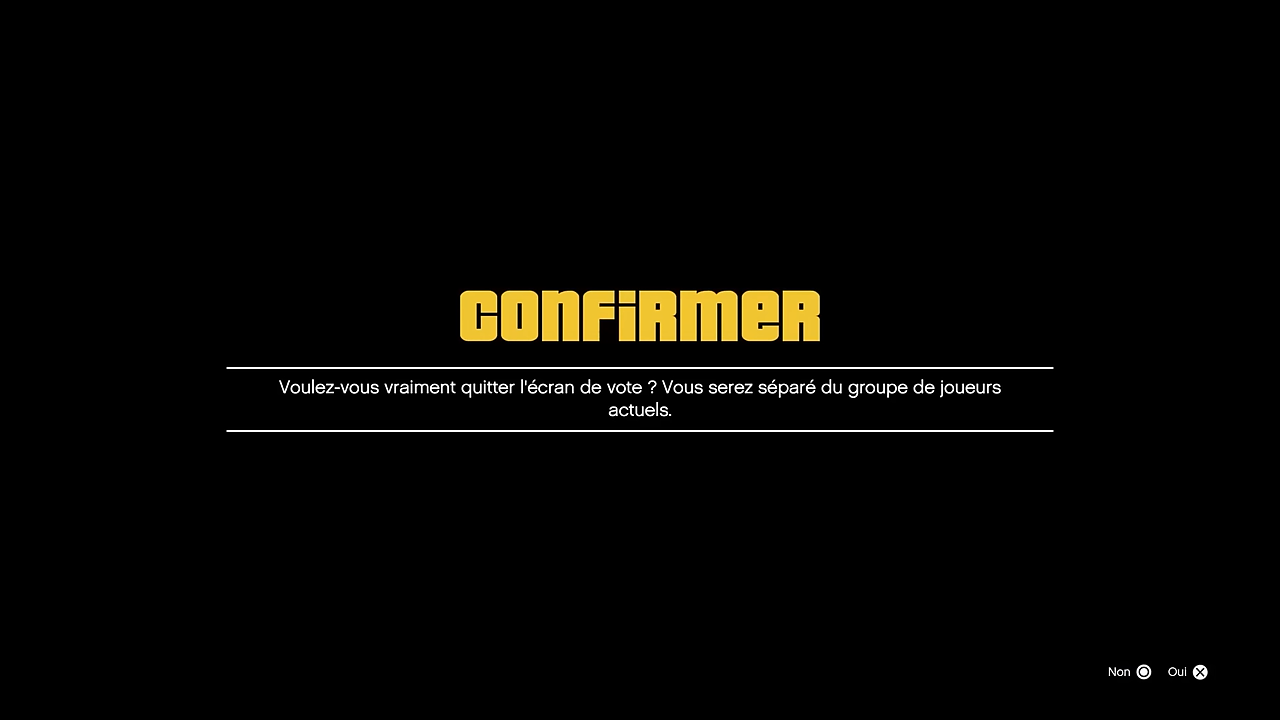 CONFIRMER
Voulez-vous vraiment quitter l'écran de vote ? Vous serez séparé du groupe de joueurs
actuels.
Non Oui